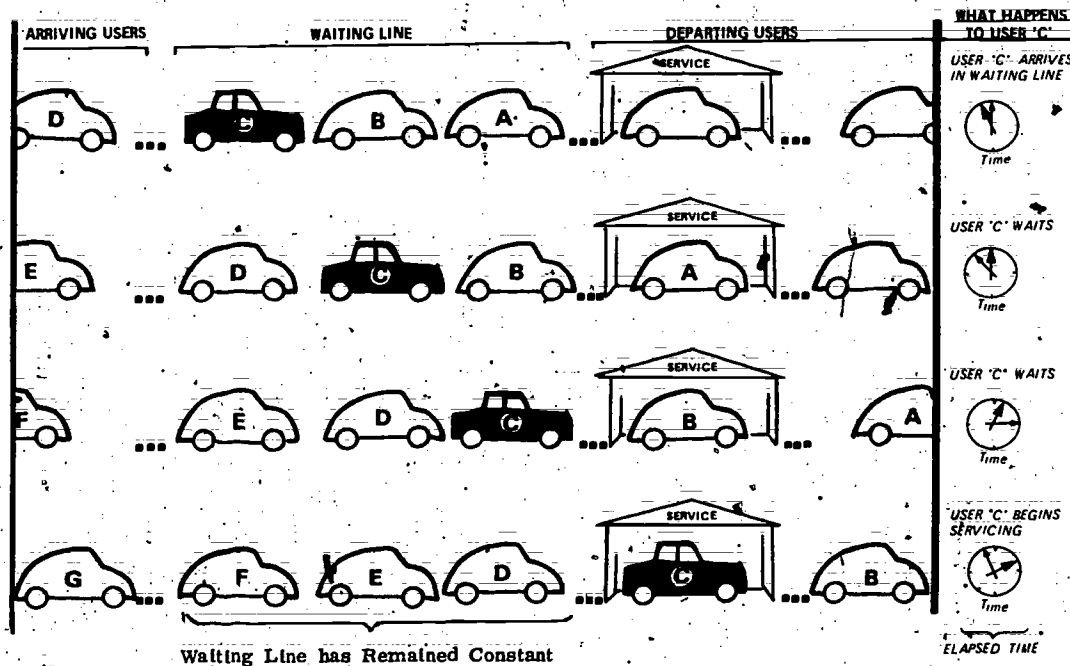 WHAT HAPPENS
ARRIVING USERS WAITING LINE DEPARTING USERS TO USER "C"
SERVICE
USER "C" ARRIVES
IN WAITING LINE
D C B A
Time
SERVICE
USER "C" WAITS
E D C B A
Time
SERVICE
USER "C" WAITS
F E D C B A
Time
SERVICE
USER "C" BEGINS
SERVICING
G F E D C B
Time
Waiting Line has Remained Constant
ELAPSED TIME